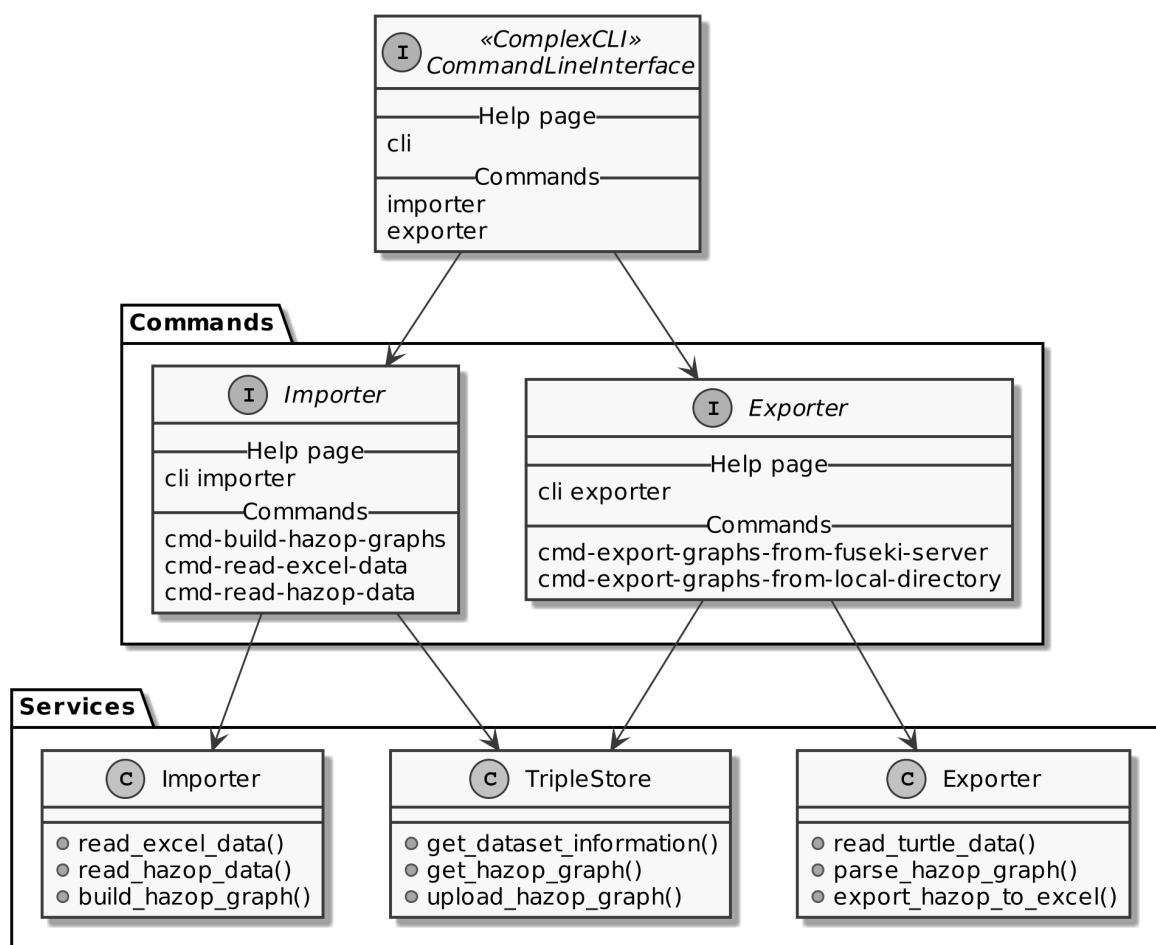 I
«ComplexCLI»
CommandLineInterface
Help page
cli
Commands
importer
exporter
Commands
I Importer
Help page
cli importer
Commands
cmd-build-hazop-graphs
cmd-read-excel-data
cmd-read-hazop-data
I Exporter
Help page
cli exporter
Commands
cmd-export-graphs-from-fuseki-server
cmd-export-graphs-from-local-directory
Services
C Importer
read_excel_data()
read_hazop_data()
build_hazop_graph()
C TripleStore
get_dataset_information()
get_hazop_graph()
upload_hazop_graph()
C Exporter
read_turtle_data()
parse_hazop_graph()
export_hazop_to_excel()